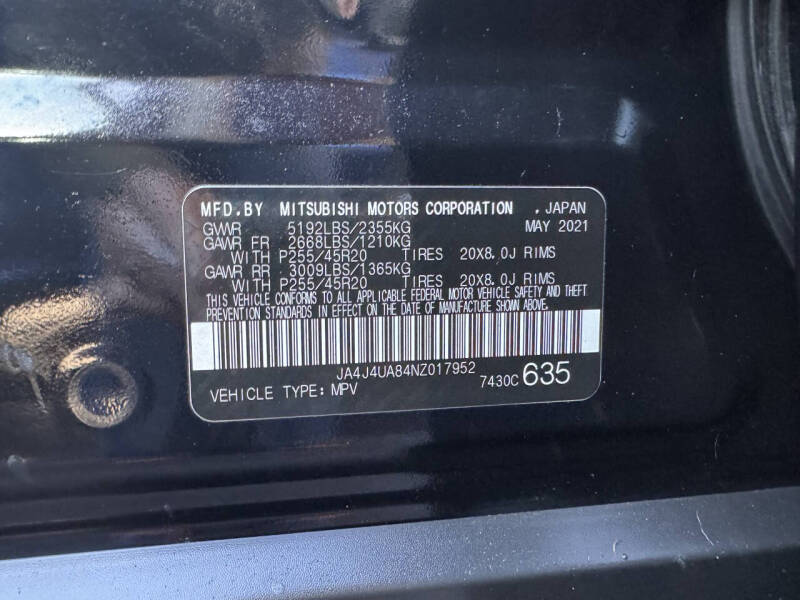 MFD.BY MITSUBISHI MOTORS CORPORATION , JAPAN
GVWR 5192LBS/2355KG MAY 2021
GAWR FR 2668LBS/1210KG
WITH P255/45R20 TIRES 20X8.0J RIMS
GAWR RR 3009LBS/1365KG
WITH P255/45R20 TIRES 20X8.0J RIMS
THIS VEHICLE CONFORMS TO ALL APPLICABLE FEDERAL MOTOR VEHICLE SAFETY AND THEFT
PREVENTION STANDARDS IN EFFECT ON THE DATE OF MANUFACTURE SHOWN ABOVE.
JA4J4UA84NZ017952
VEHICLE TYPE: MPV 7430C 635